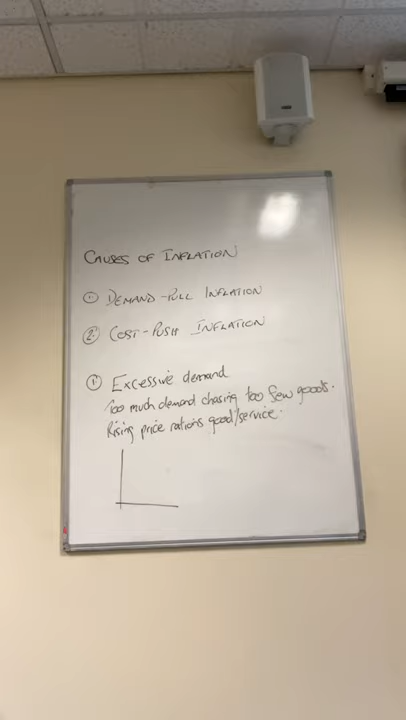 CAUSES OF INFLATION
① DEMAND-PULL INFLATION
② COST-PUSH INFLATION
① Excessive demand
Too much demand chasing too few goods.
Rising price rations good/service.